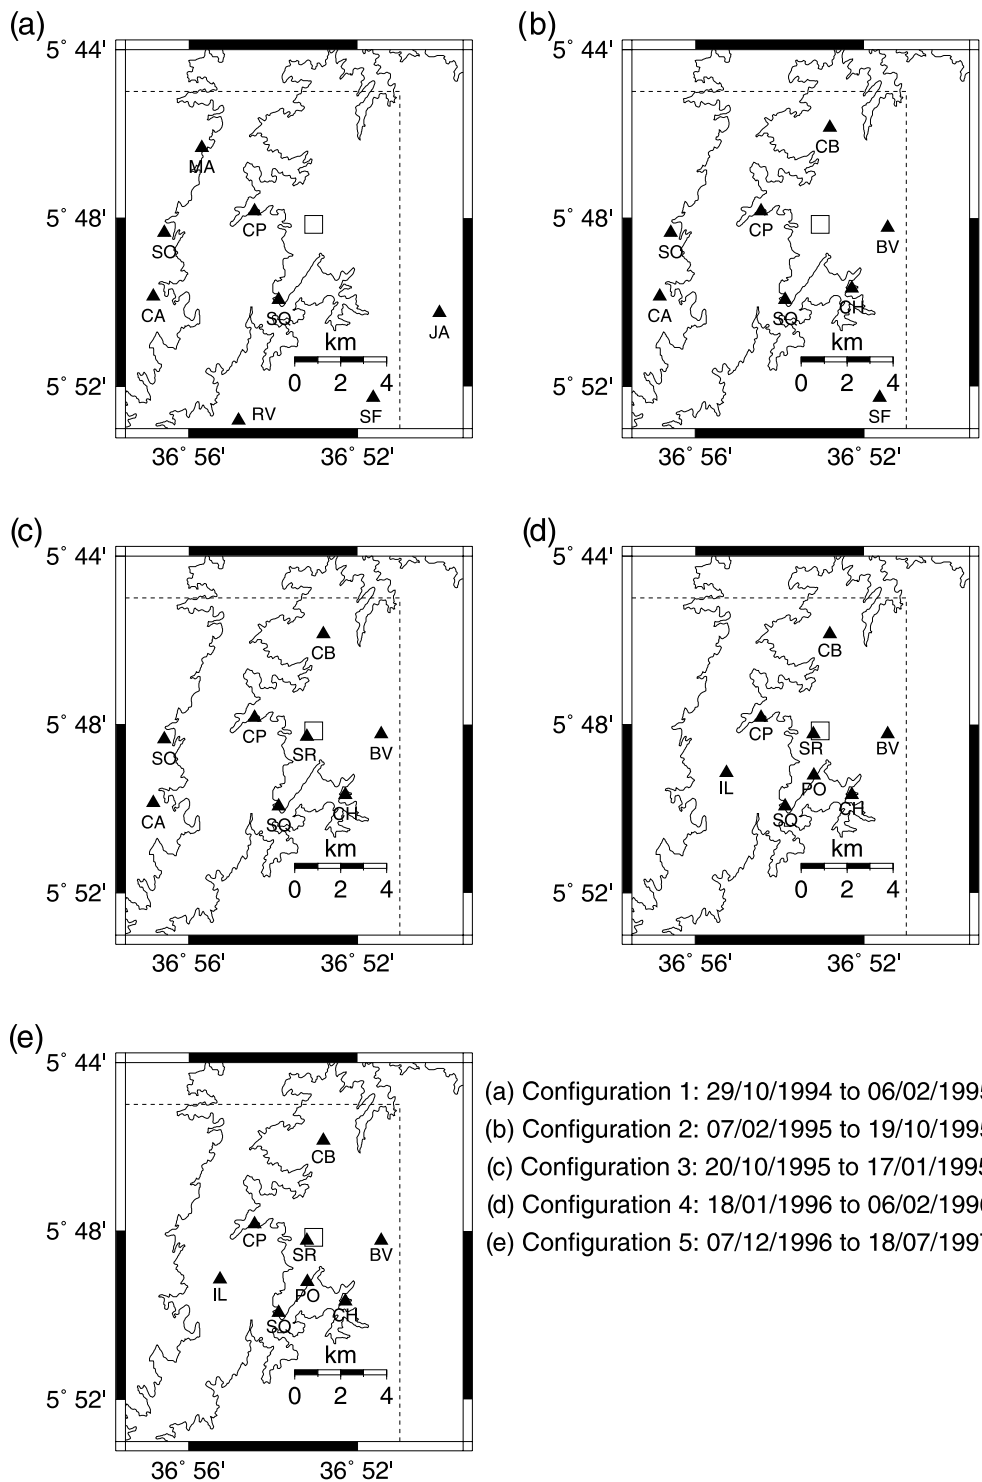 (a)
5° 44'
MA
CP
5° 48'
SO
CA
SQ
JA
km
0 2 4
5° 52'
RV
SF
36° 56' 36° 52'
(b)
5° 44'
CB
CP
5° 48'
SO
BV
CA
SQ
CH
km
0 2 4
5° 52'
SF
36° 56' 36° 52'
(c)
5° 44'
CB
CP
5° 48'
SO
SR
BV
CA
SQ
CH
km
0 2 4
5° 52'
36° 56' 36° 52'
(d)
5° 44'
CB
CP
5° 48'
SR
BV
IL
PO
SQ
CH
km
0 2 4
5° 52'
36° 56' 36° 52'
(e)
5° 44'
CB
CP
5° 48'
SR
BV
IL
PO
SQ
CH
km
0 2 4
5° 52'
36° 56' 36° 52'
(a) Configuration 1: 29/10/1994 to 06/02/1995
(b) Configuration 2: 07/02/1995 to 19/10/1995
(c) Configuration 3: 20/10/1995 to 17/01/1995
(d) Configuration 4: 18/01/1996 to 06/02/1996
(e) Configuration 5: 07/12/1996 to 18/07/1997